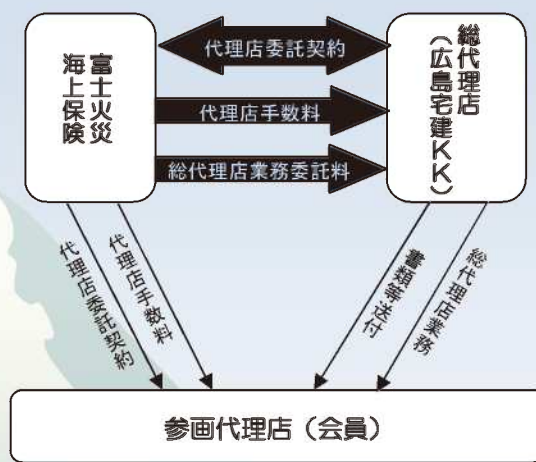 富士火災
海上保険
代理店委託契約
代理店手数料
総代理店業務委託料
総代理店
（広島宅建KK）
代理店委託契約
代理店手数料
書類等送付
総代理店業務
参画代理店（会員）